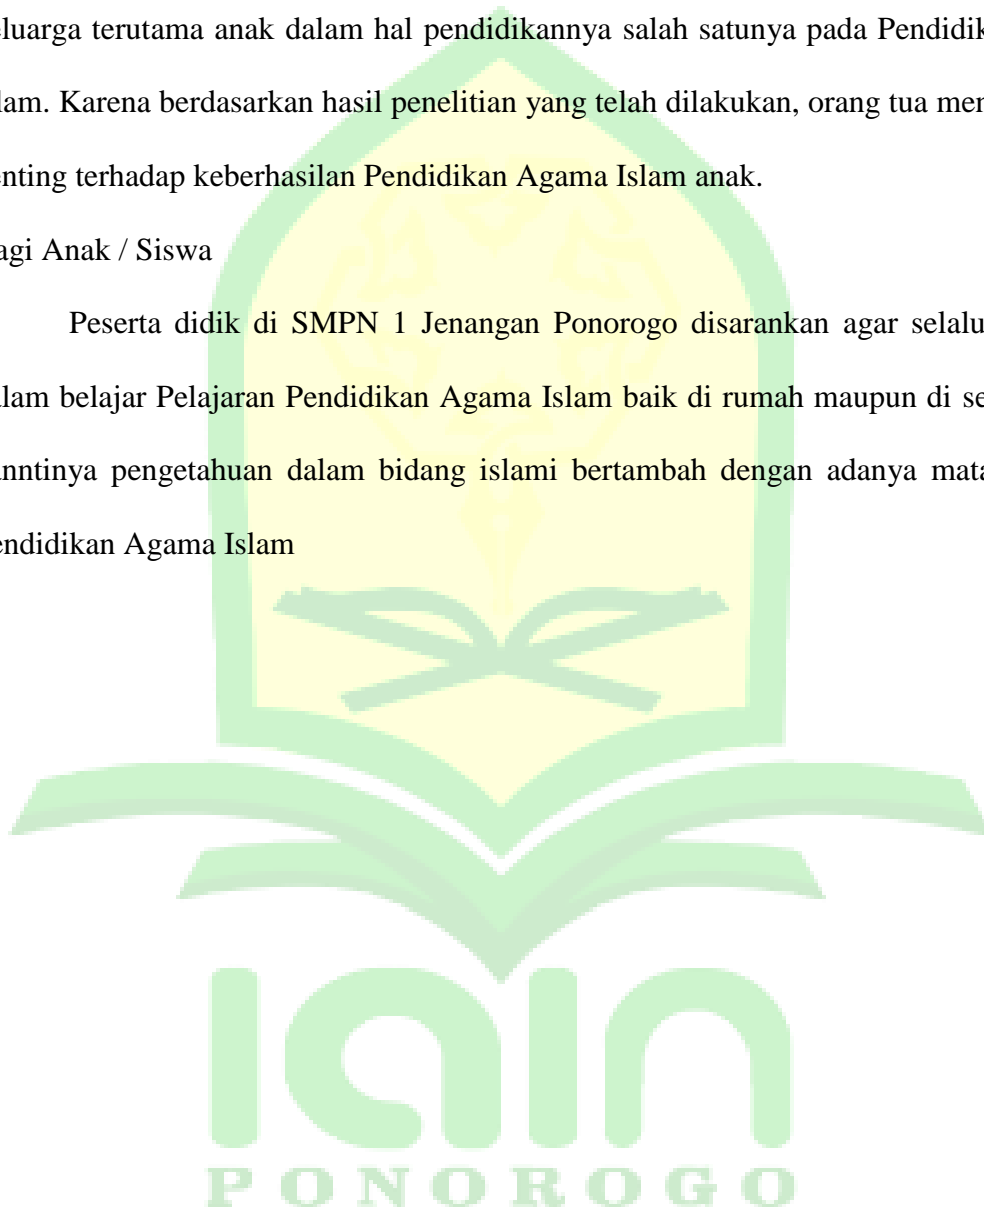 eluarga terutama anak dalam hal pendidikannya salah satunya pada Pendidik
lam. Karena berdasarkan hasil penelitian yang telah dilakukan, orang tua mer
enting terhadap keberhasilan Pendidikan Agama Islam anak.
agi Anak / Siswa
Peserta didik di SMPN 1 Jenangan Ponorogo disarankan agar selalu
alam belajar Pelajaran Pendidikan Agama Islam baik di rumah maupun di se
anntinya pengetahuan dalam bidang islami bertambah dengan adanya mata
endidikan Agama Islam
iain
PONOROGO